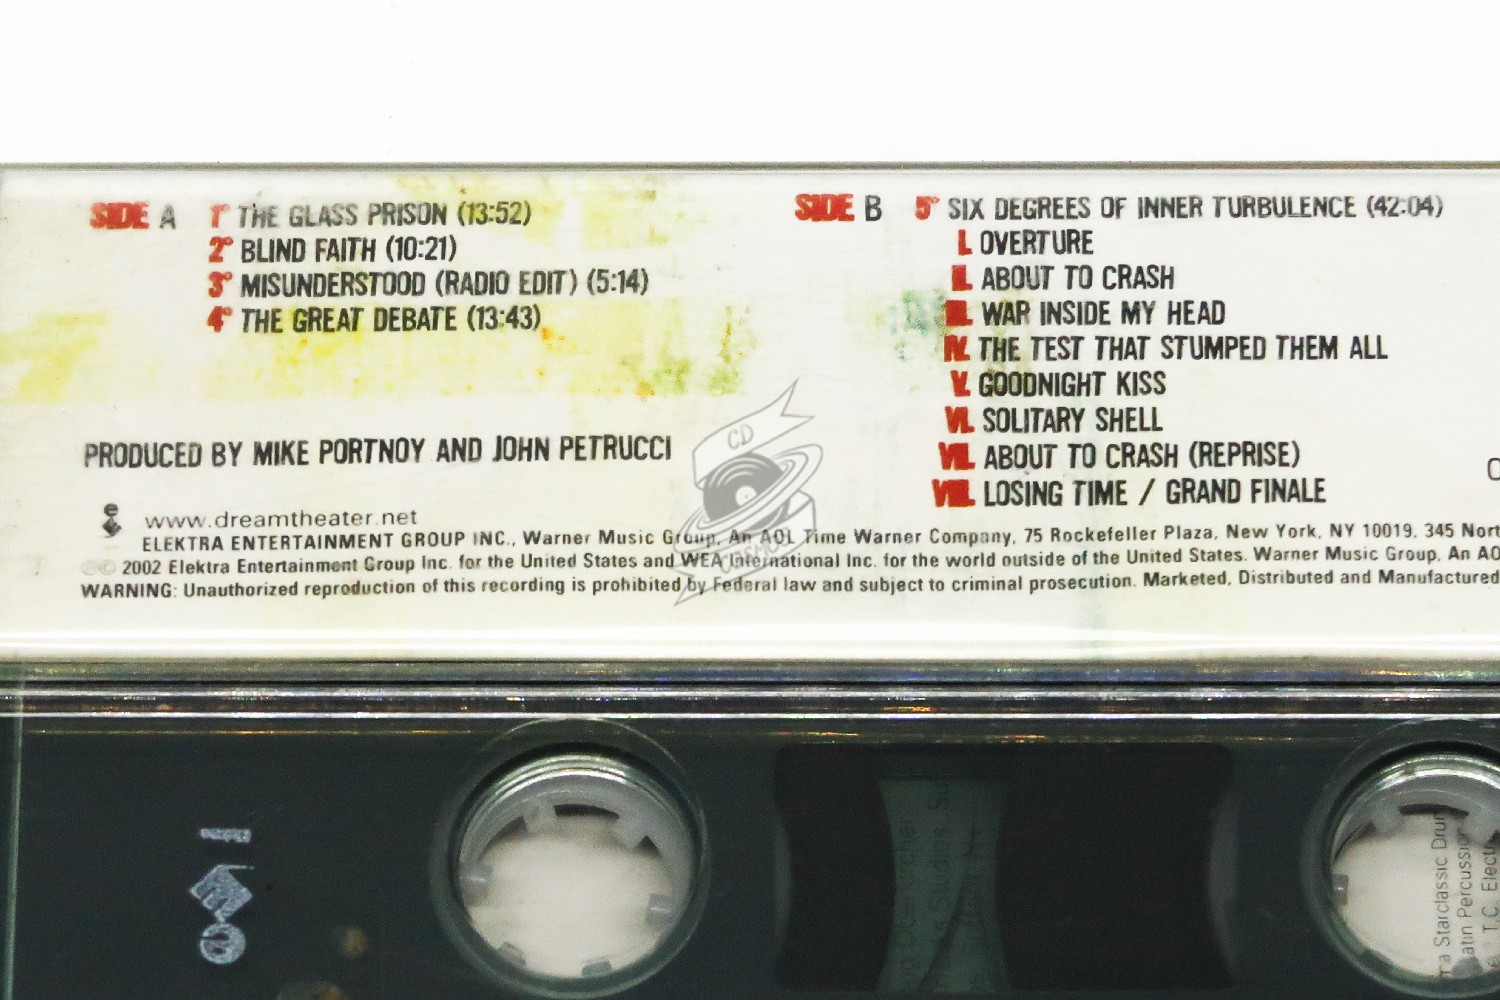 SIDE A 1° THE GLASS PRISON (13:52)
2° BLIND FAITH (10:21)
3° MISUNDERSTOOD (RADIO EDIT) (5:14)
4° THE GREAT DEBATE (13:43)
PRODUCED BY MIKE PORTNOY AND JOHN PETRUCCI
SIDE B 5° SIX DEGREES OF INNER TURBULENCE (42:04)
I. OVERTURE
II. ABOUT TO CRASH
III. WAR INSIDE MY HEAD
IV. THE TEST THAT STUMPED THEM ALL
V. GOODNIGHT KISS
VI. SOLITARY SHELL
VII. ABOUT TO CRASH (REPRISE)
VIII. LOSING TIME / GRAND FINALE
www.dreamtheater.net
ELEKTRA ENTERTAINMENT GROUP INC., Warner Music Group, An AOL Time Warner Company, 75 Rockefeller Plaza, New York, NY 10019. 345 Nort
2002 Elektra Entertainment Group Inc. for the United States and WEA International Inc. for the world outside of the United States. Warner Music Group, An AO
WARNING: Unauthorized reproduction of this recording is prohibited by Federal law and subject to criminal prosecution. Marketed, Distributed and Manufactured
CD
Starclassic Drum
atin Percussion
T.C. Elect